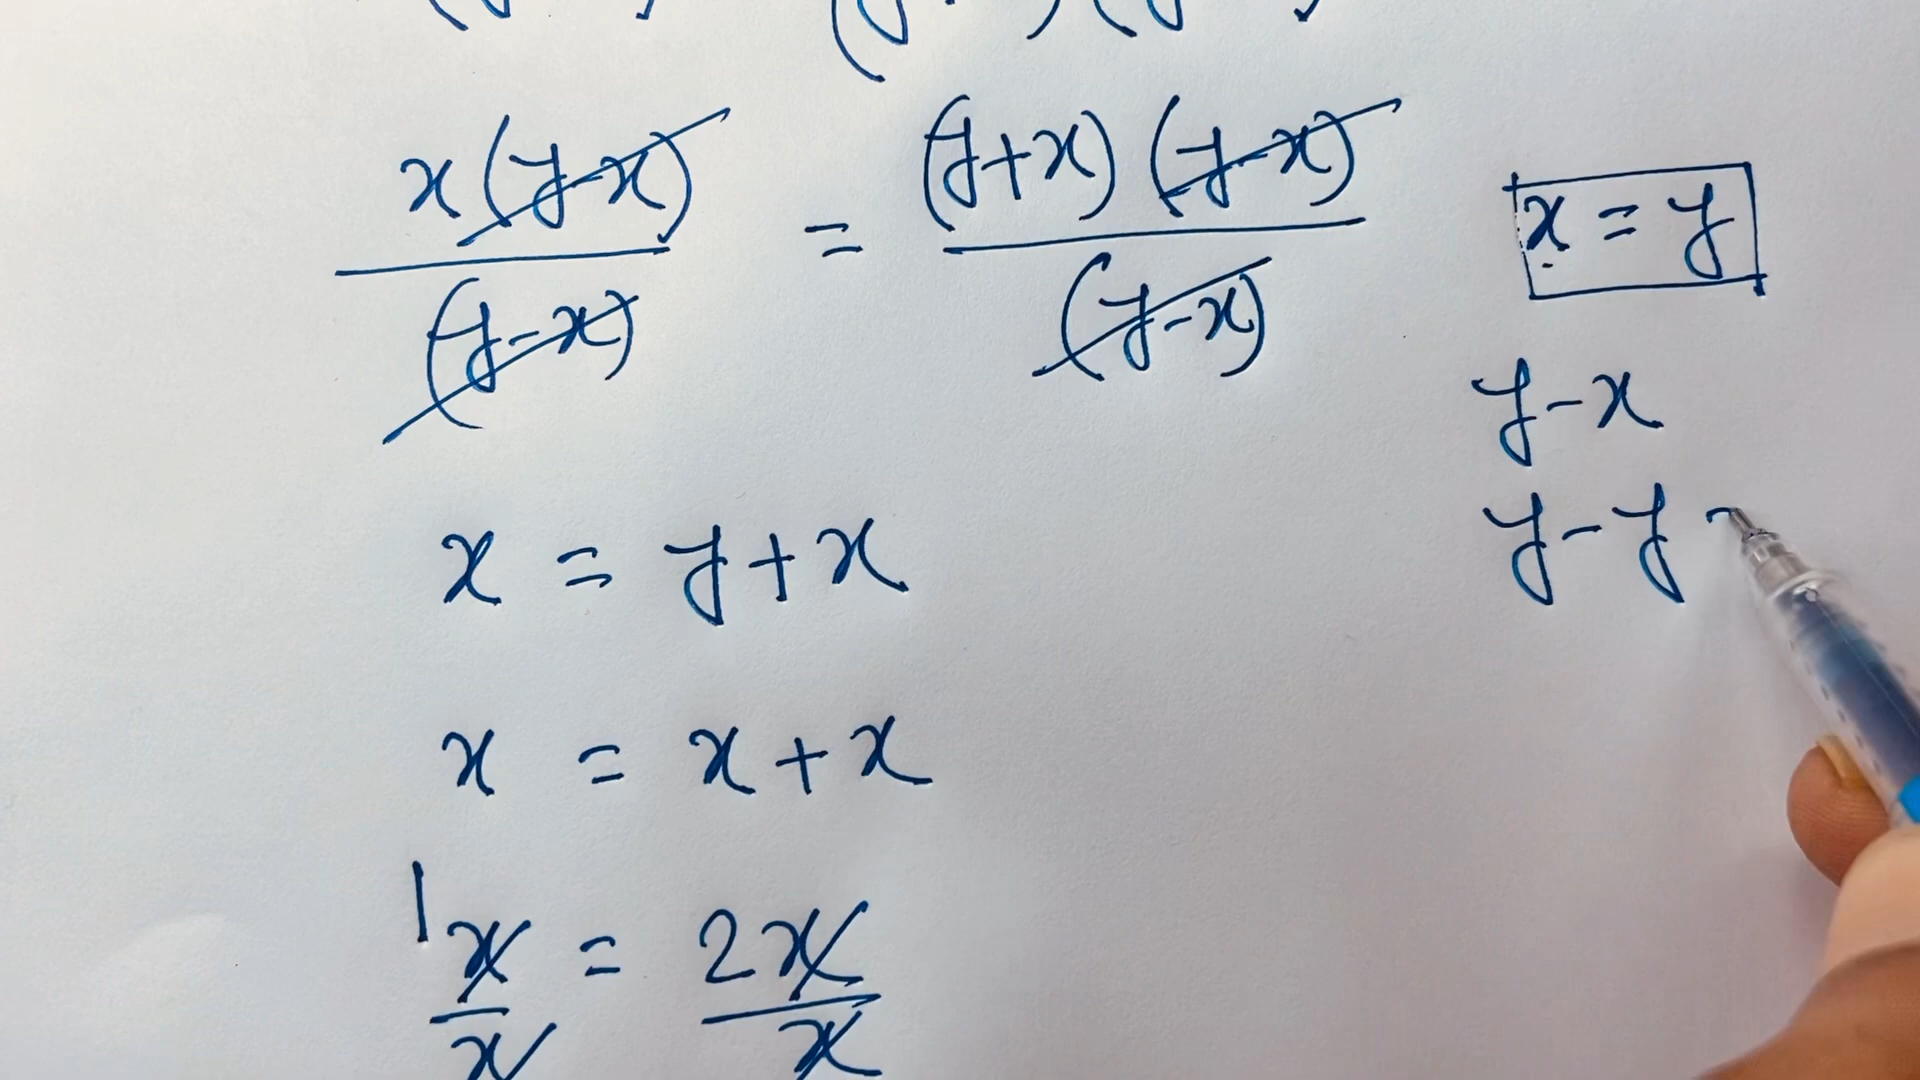 x(y-x) / (y-x) = (y+x)(y-x) / (y-x)
x = y
y-x
x = y+x
y-y
x = x+x
1 x/x = 2x/x